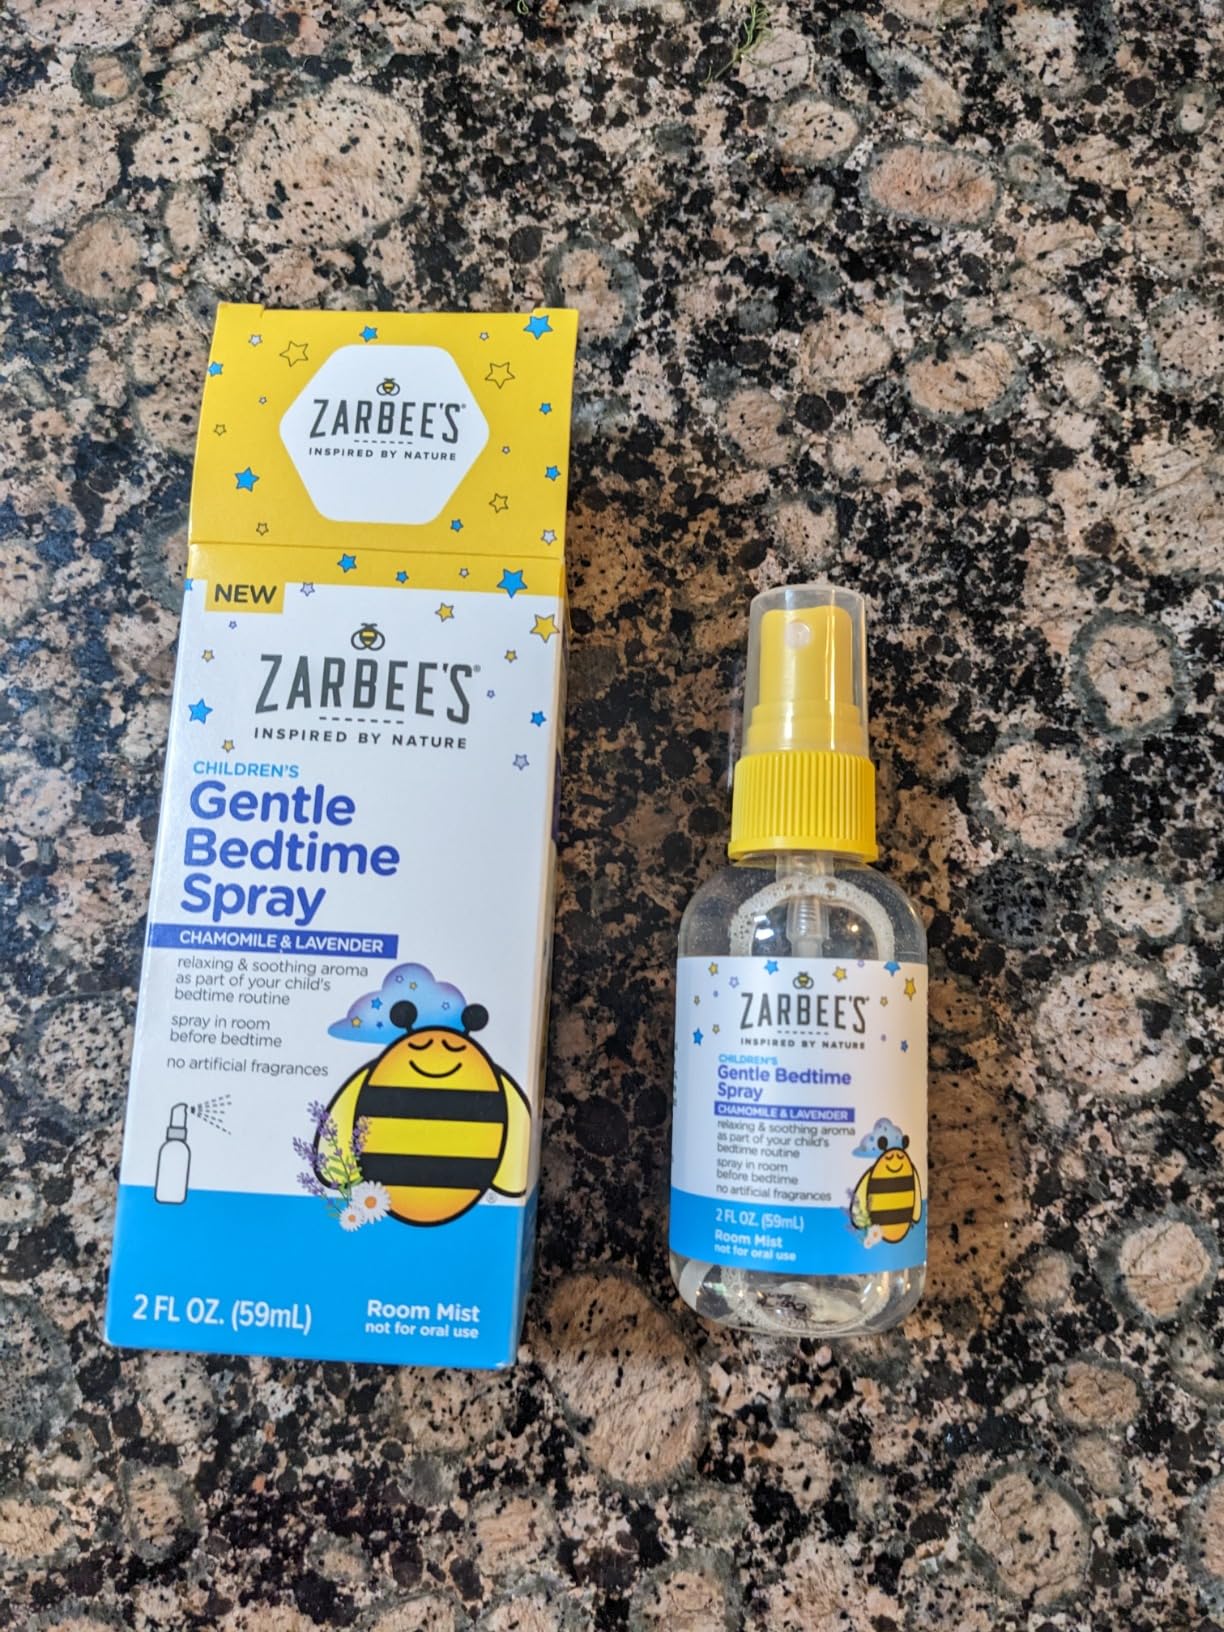 ZARBEE'S®
INSPIRED BY NATURE
NEW
ZARBEE'S®
INSPIRED BY NATURE
CHILDREN'S
Gentle
Bedtime
Spray
CHAMOMILE & LAVENDER
relaxing & soothing aroma
as part of your child's
bedtime routine
spray in room
before bedtime
no artificial fragrances
®
2 FL OZ. (59mL)
Room Mist
not for oral use
ZARBEE'S®
INSPIRED BY NATURE
CHILDREN'S
Gentle Bedtime
Spray
CHAMOMILE & LAVENDER
relaxing & soothing aroma
as part of your child's
bedtime routine
spray in room
before bedtime
no artificial fragrances
2 FL OZ. (59mL)
Room Mist
not for oral use